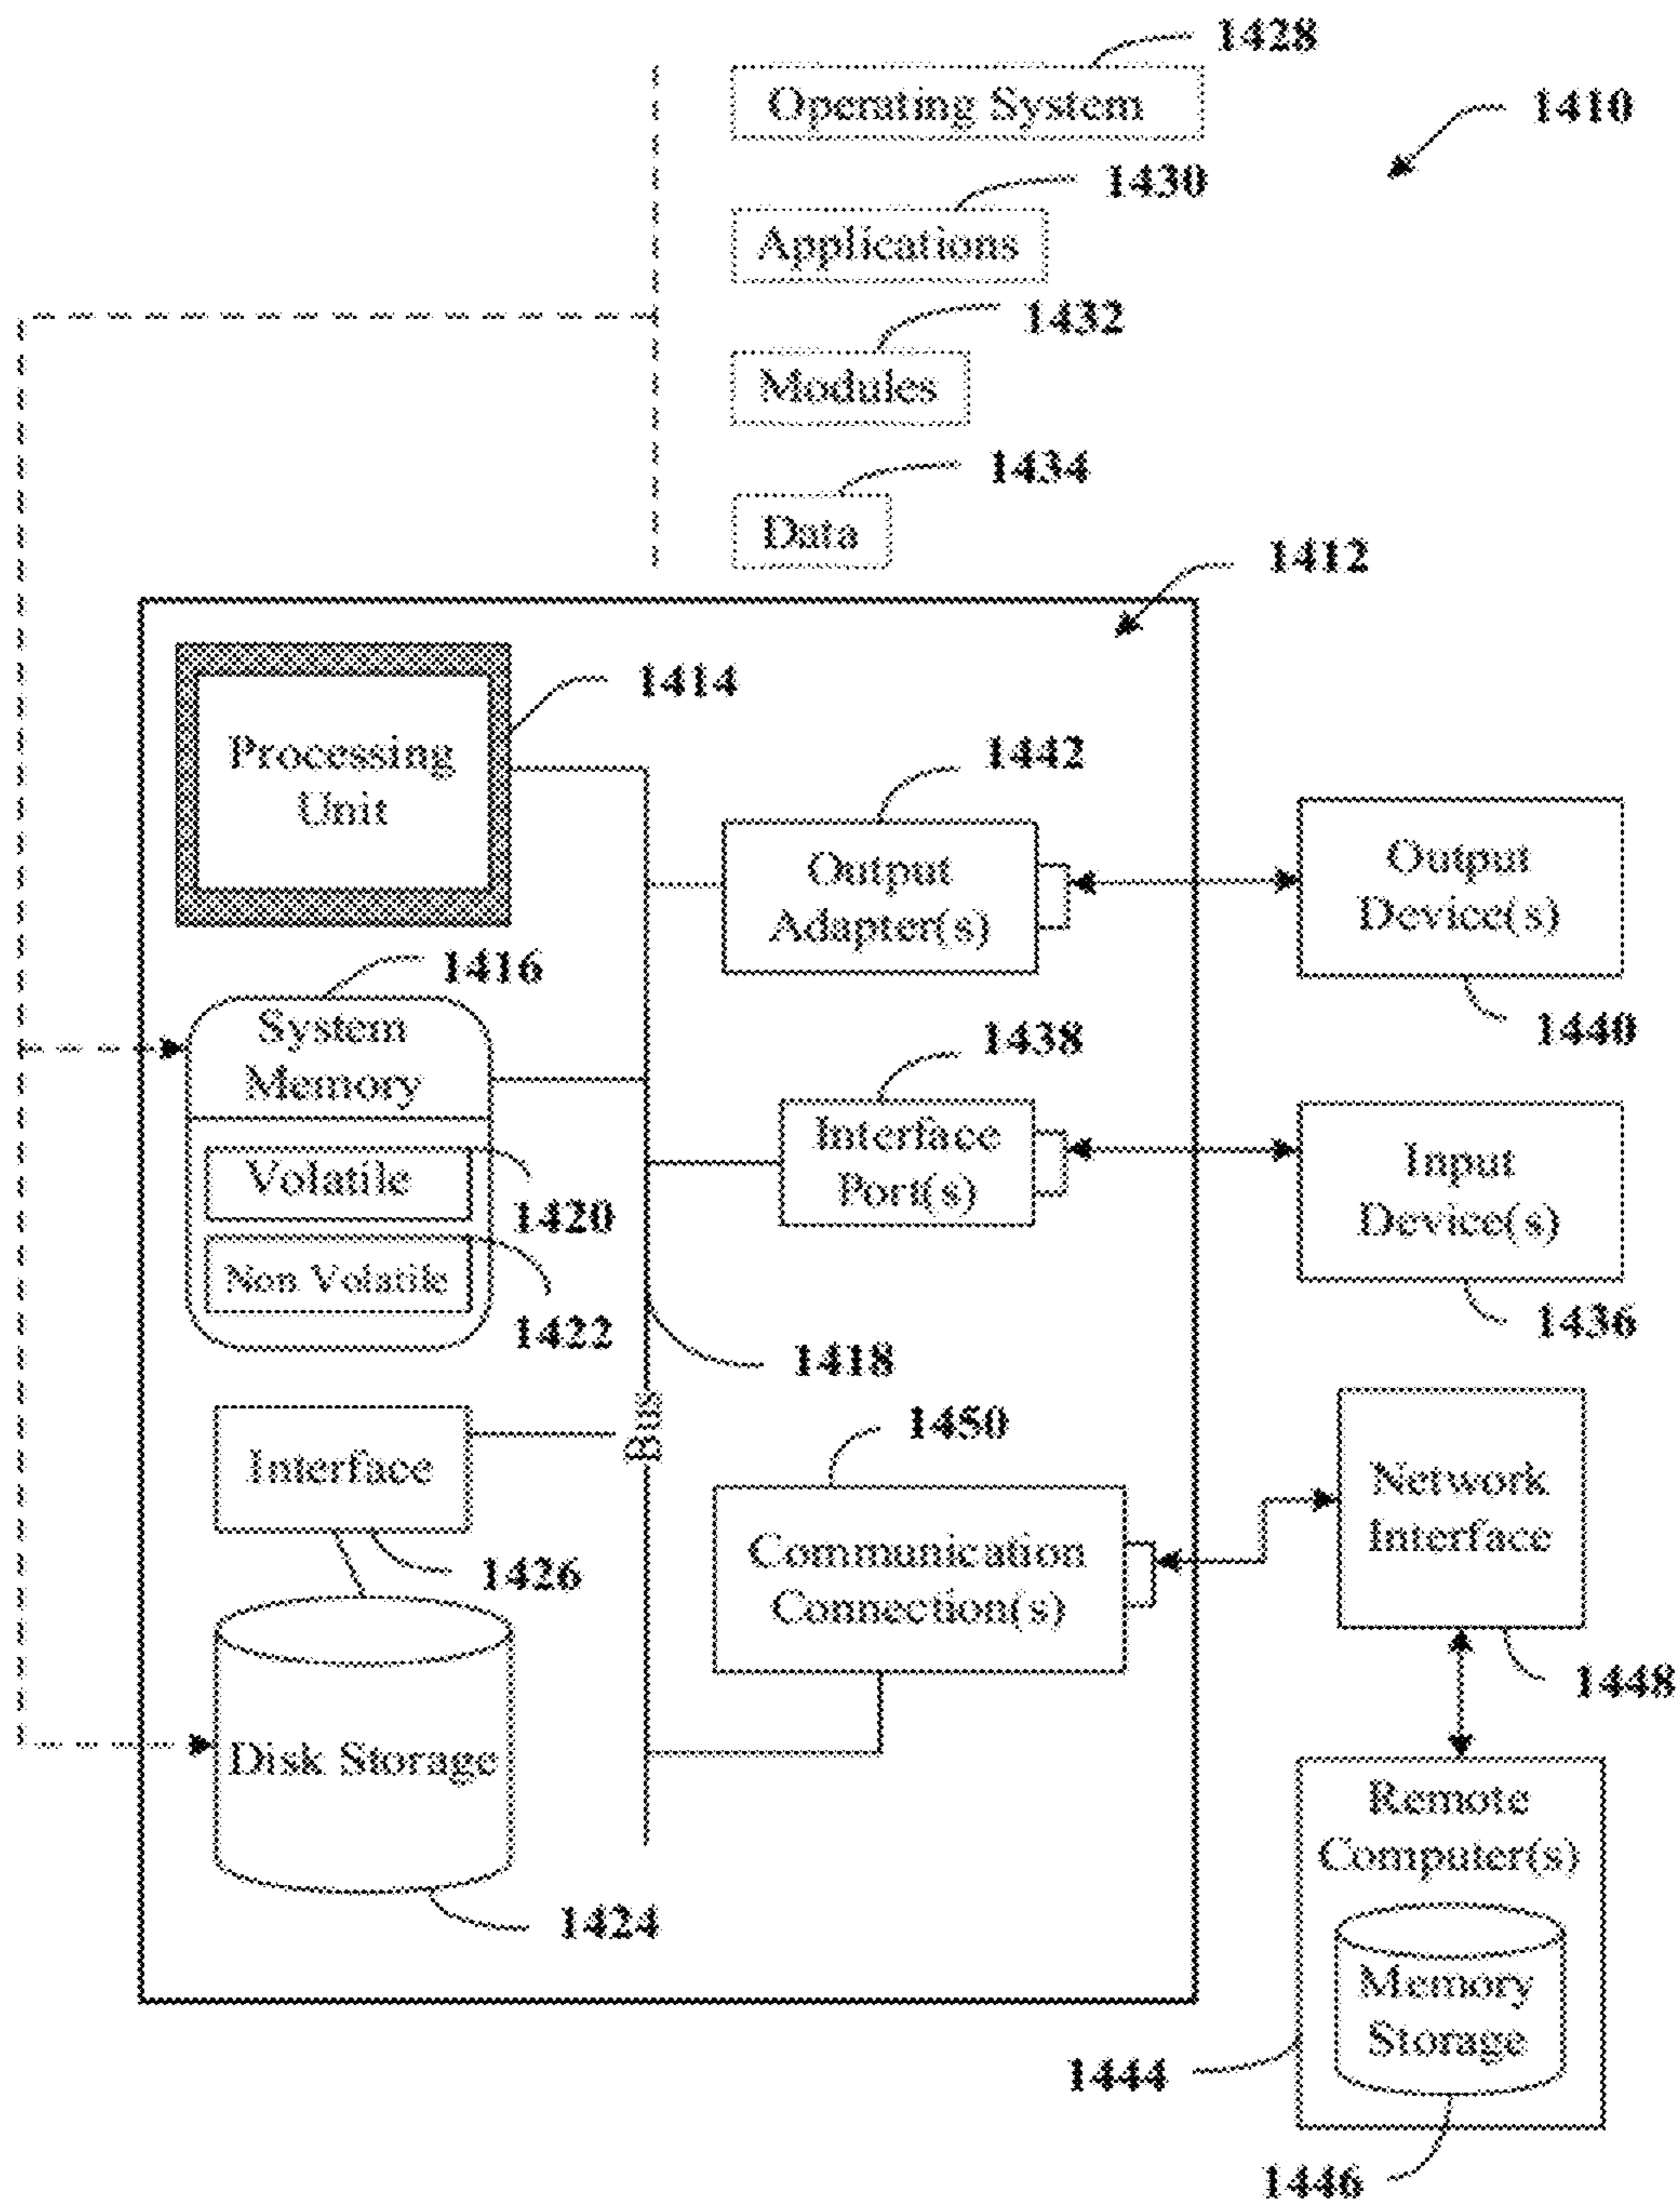 1428
Operating System
1410
1430
Applications
1432
Modules
1434
Data
1412
1414
Processing
Unit
1442
Output
Adapter(s)
Output
Device(s)
1440
1416
System
Memory
1438
Interface
Port(s)
Input
Device(s)
1436
Volatile
1420
Non Volatile
1422
1418
Bus
1450
Interface
1426
Communication
Connection(s)
Network
Interface
1448
Disk Storage
1424
Remote
Computer(s)
Memory
Storage
1444
1446